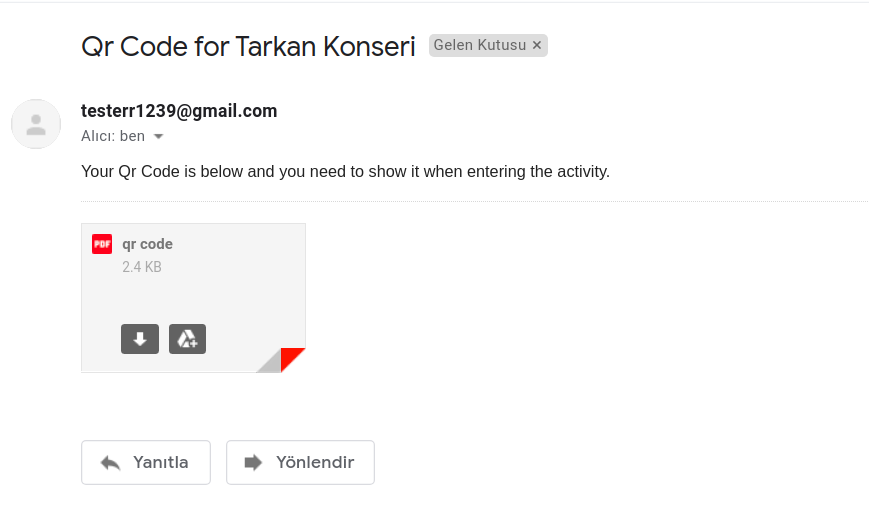 Qr Code for Tarkan Konseri Gelen Kutusu ×
testerr1239@gmail.com
Alıcı: ben
Your Qr Code is below and you need to show it when entering the activity.
PDF qr code
2.4 KB
Yanıtla Yönlendir